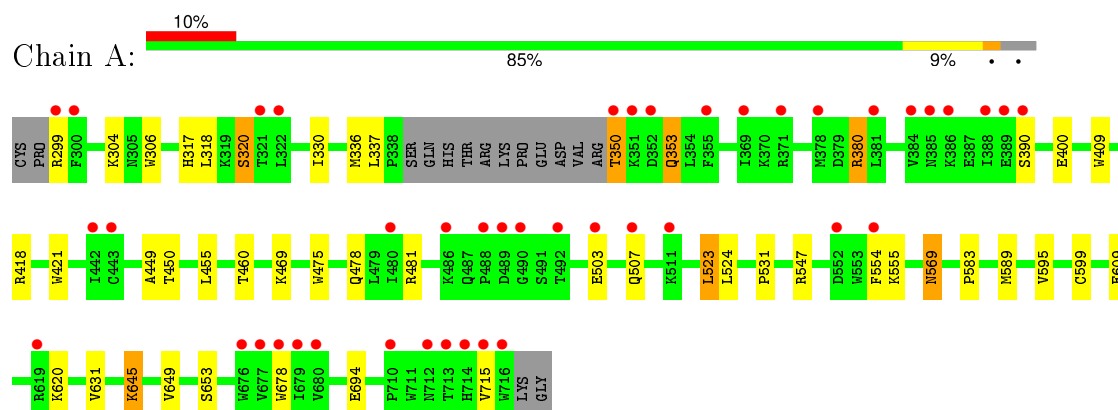 10%
Chain A:
85% 9% • •
CYS PRO R299 F300 K304 N305 W306 H317 L318 K319 S320 T321 L322 I330 M336 L337 P338 SER GLN HIS THR ARG LYS PRO GLU ASP VAL ARG T350 K351 D352 Q353 L354 F355 I369 K370 R371 M378 D379 R380 L381 V384 N385 K386 E387 I388 E389 S390 E400 W409
R418 W421 I442 C443 A449 T450 L455 T460 K469 W475 Q478 L479 I480 R481 K486 Q487 P488 D489 G490 S491 T492 E503 Q507 K511 L523 L524 P531 R547 D552 W553 F554 K555 N569 P583 M589 V595 C599
R619 K620 V631 K645 V649 S653 W676 V677 W678 I679 V680 E694 P710 W711 N712 T713 H714 V715 W716 LYS GLY